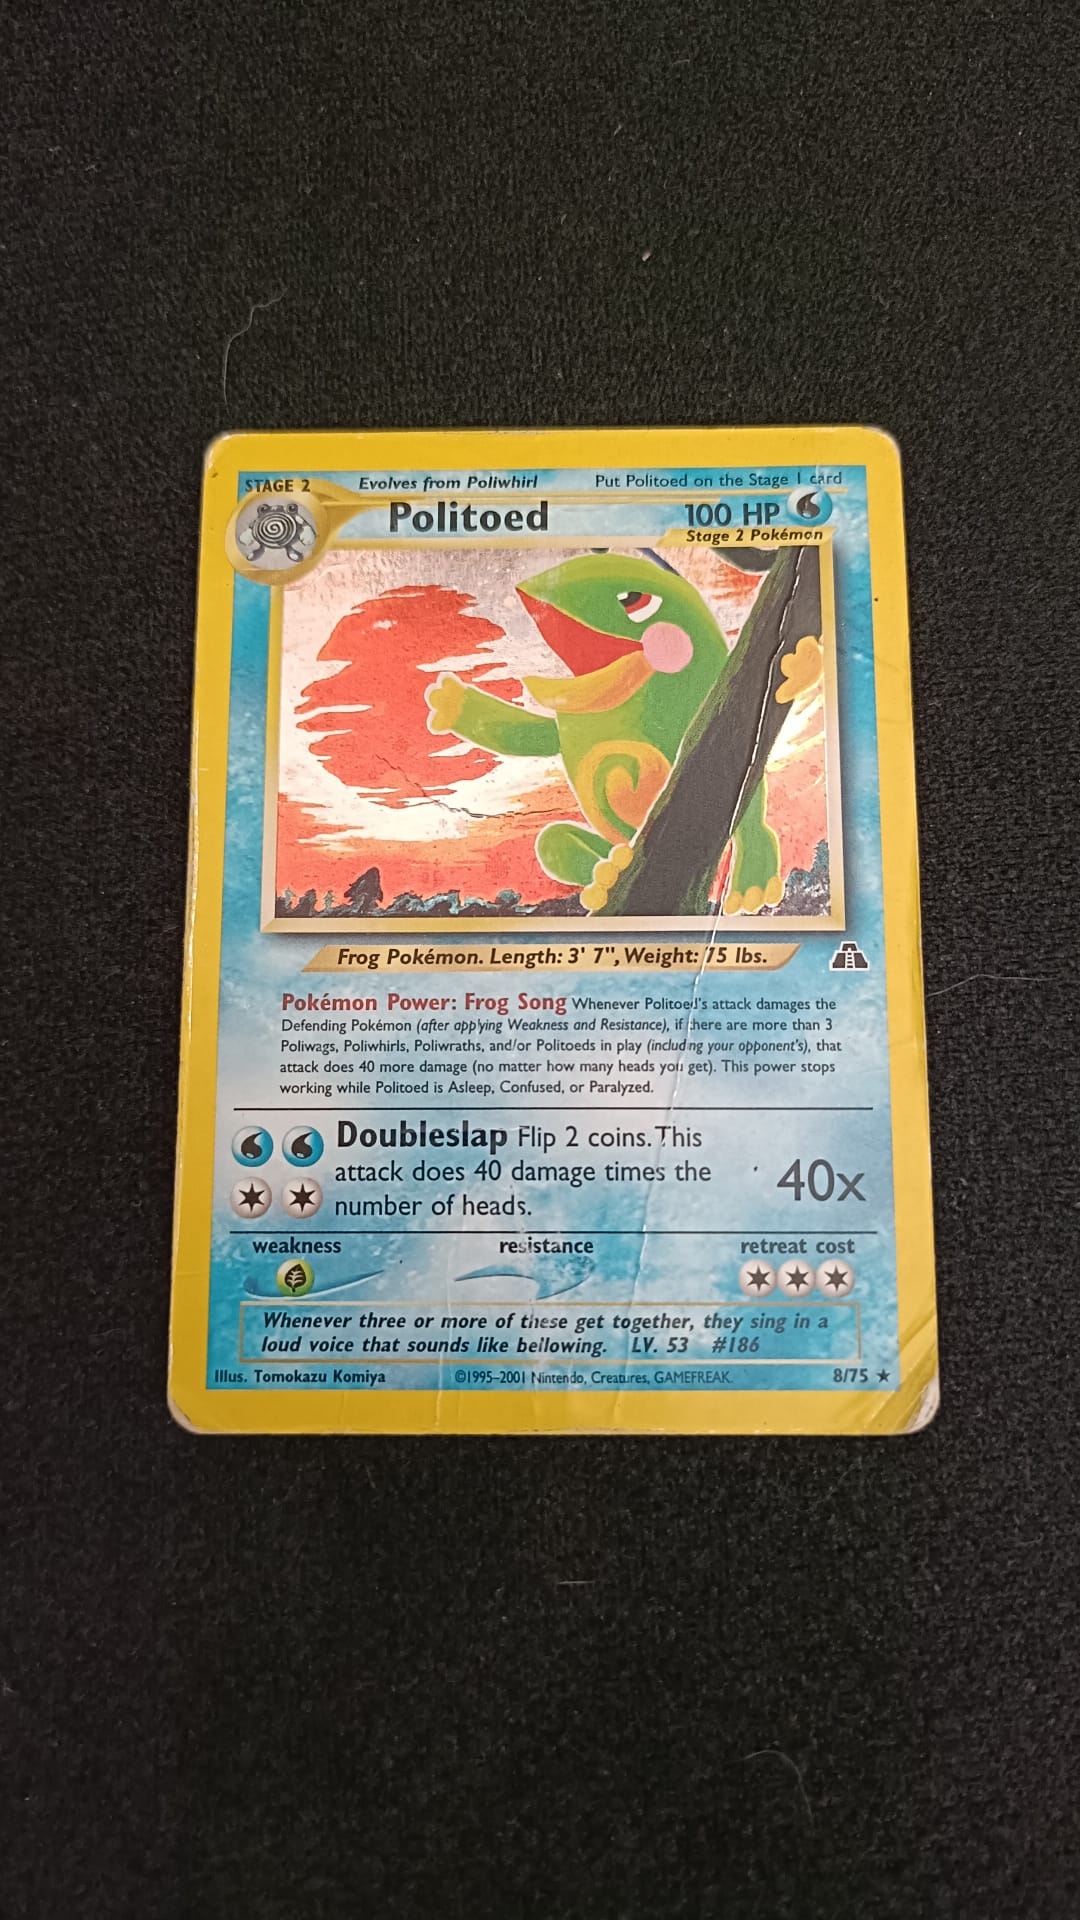 STAGE 2 Evolves from Poliwhirl Put Politoed on the Stage 1 card
Politoed 100 HP
Stage 2 Pokémon
Frog Pokémon. Length: 3' 7", Weight: 75 lbs.
Pokémon Power: Frog Song Whenever Politoed's attack damages the
Defending Pokémon (after applying Weakness and Resistance), if there are more than 3
Poliwags, Poliwhirls, Poliwraths, and/or Politoeds in play (including your opponent's), that
attack does 40 more damage (no matter how many heads you get). This power stops
working while Politoed is Asleep, Confused, or Paralyzed.
Doubleslap Flip 2 coins. This
attack does 40 damage times the 40x
number of heads.
weakness resistance retreat cost
Whenever three or more of these get together, they sing in a
loud voice that sounds like bellowing. LV. 53 #186
Illus. Tomokazu Komiya ©1995–2001 Nintendo, Creatures, GAMEFREAK. 8/75 ★